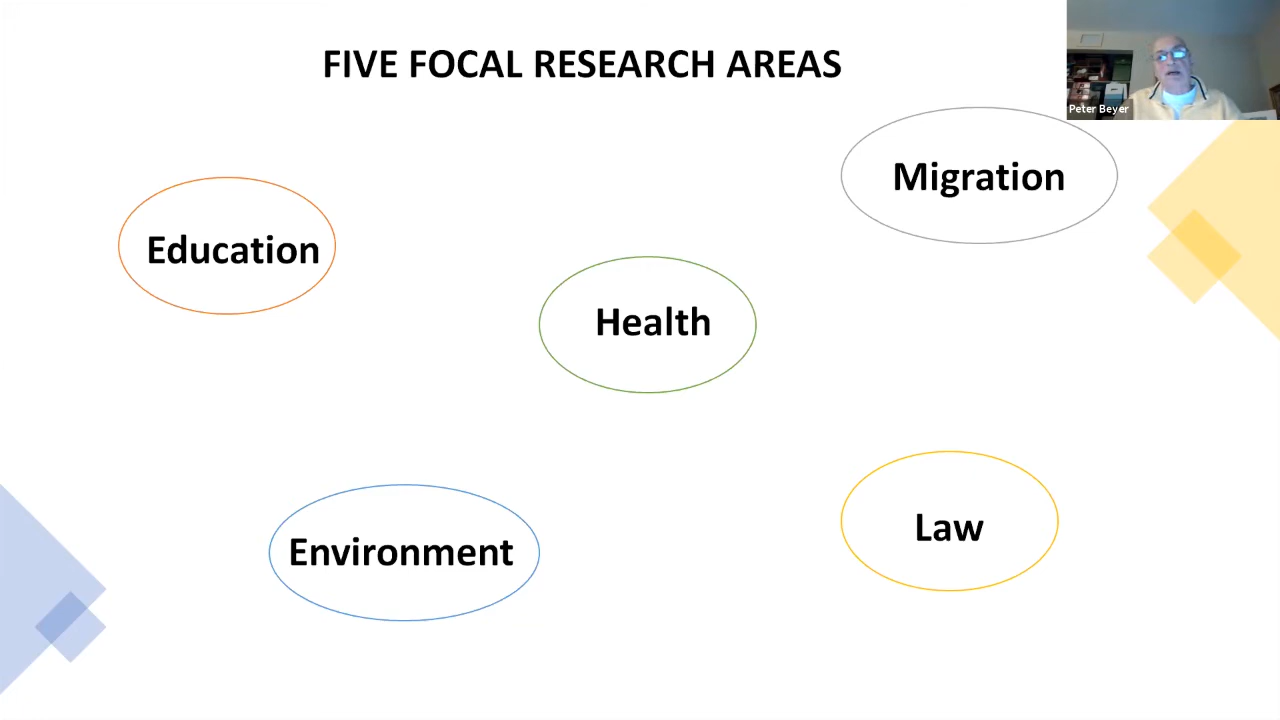 FIVE FOCAL RESEARCH AREAS
Peter Beyer
Migration
Education
Health
Environment
Law